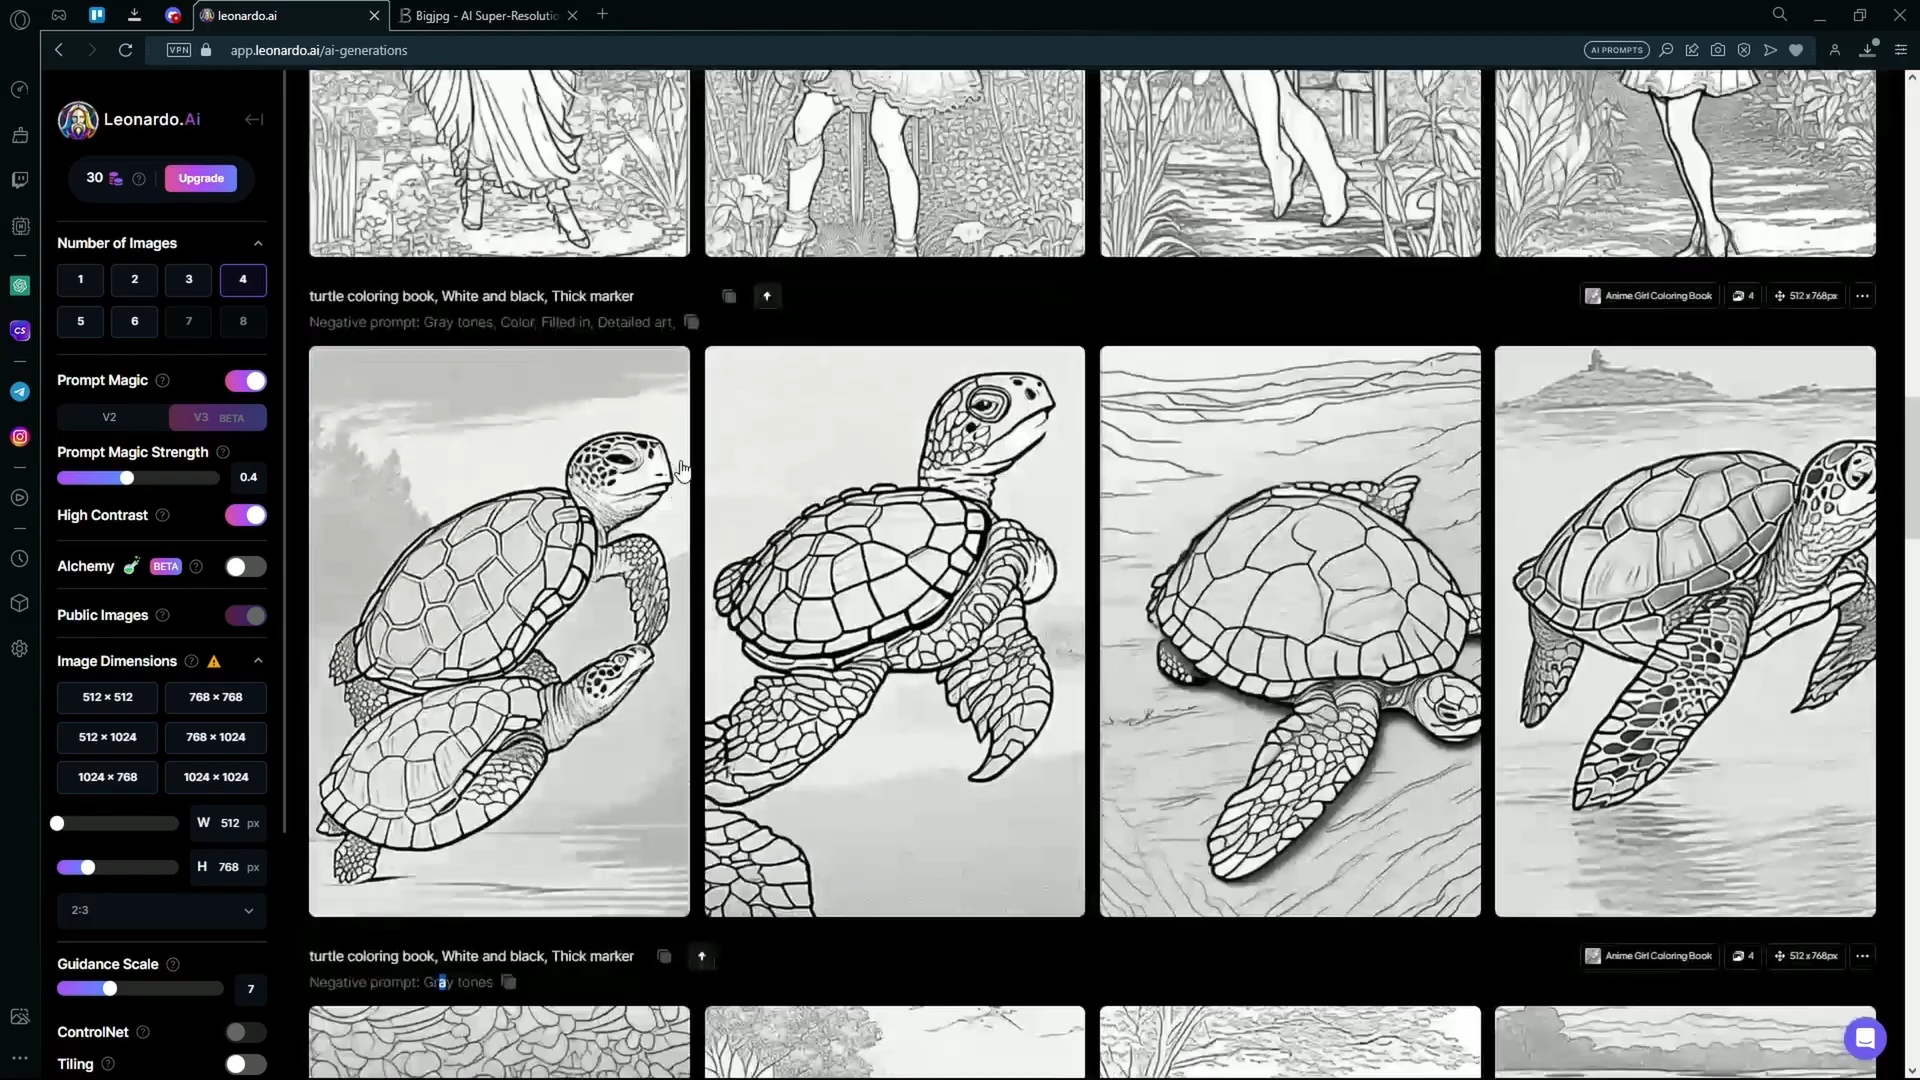 leonardo.ai
Bigjpg - AI Super-Resolutio
VPN
app.leonardo.ai/ai-generations
AI PROMPTS
CS
Leonardo.Ai
30
Upgrade
Number of Images
1 2 3 4
5 6 7 8
Prompt Magic
V2 V3 BETA
Prompt Magic Strength
0.4
High Contrast
Alchemy BETA
Public Images
Image Dimensions
512 × 512 768 × 768
512 × 1024 768 × 1024
1024 × 768 1024 × 1024
W 512 px
H 768 px
2:3
Guidance Scale
7
ControlNet
Tiling
turtle coloring book, White and black, Thick marker
Negative prompt: Gray tones, Color, Filled in, Detailed art,
Anime Girl Coloring Book 4 512 x 768px
turtle coloring book, White and black, Thick marker
Negative prompt: Gray tones
Anime Girl Coloring Book 4 512 x 768px